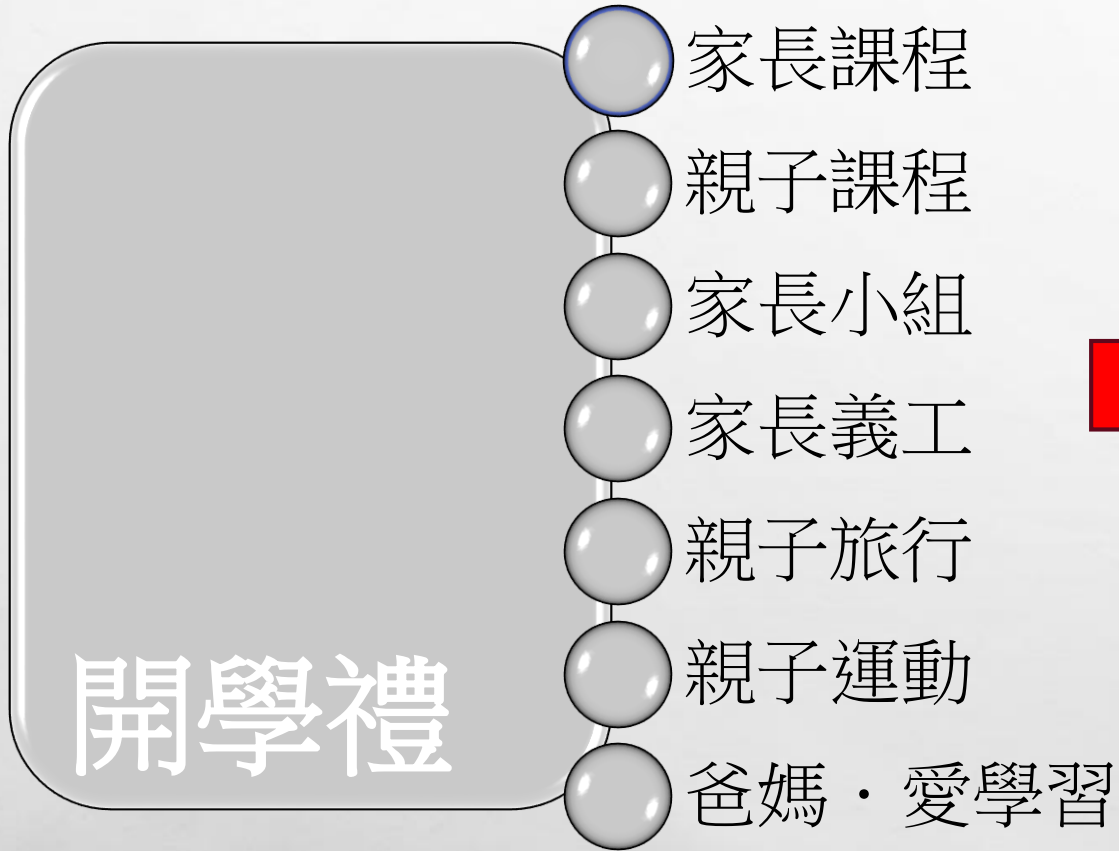 開學禮
家長課程
親子課程
家長小組
家長義工
親子旅行
親子運動
爸媽．愛學習